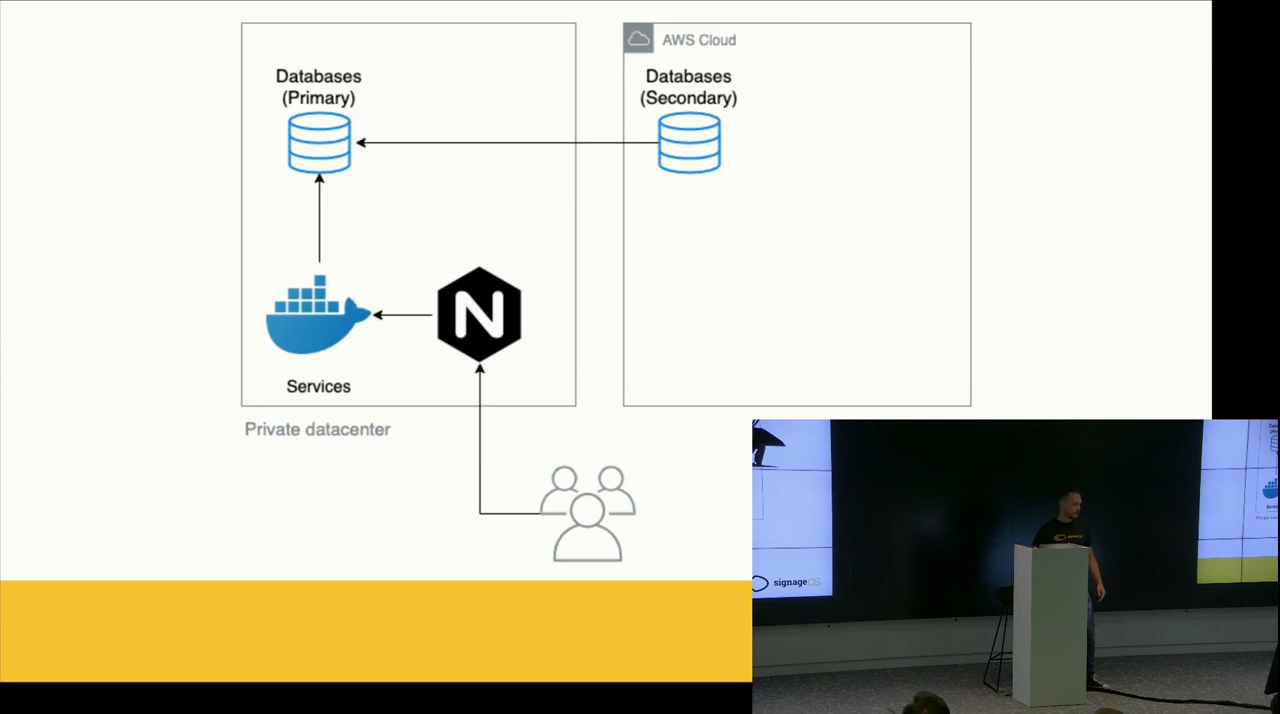 Databases
(Primary)
AWS Cloud
Databases
(Secondary)
N
Services
Private datacenter
signageOS